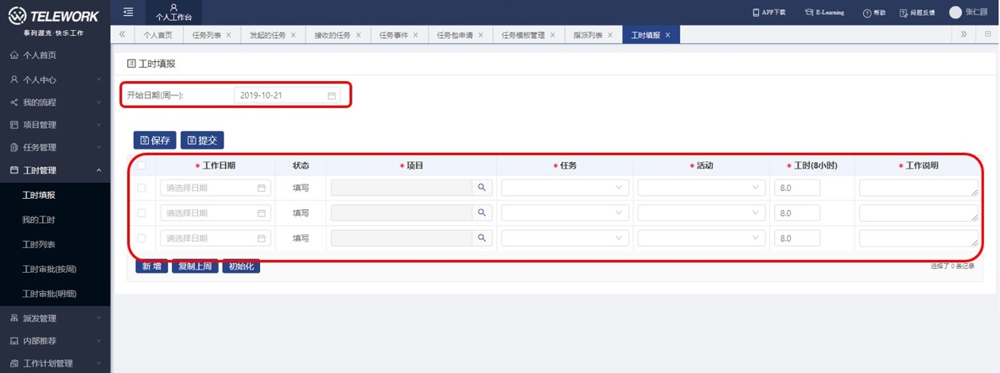 TELEWORK
泰列渥克·快乐工作
个人工作台
APP下载 E-Learning 帮助 问题反馈 张仁颐
个人首页 任务列表 X 发起的任务 X 接收的任务 X 任务事件 X 任务包申请 X 任务模板管理 X 指派列表 X 工时填报 X
个人首页
个人中心
我的流程
项目管理
任务管理
工时管理
工时填报
我的工时
工时列表
工时审批(按周)
工时审批(明细)
派发管理
内部推荐
工作计划管理
工时填报
开始日期(周一): 2019-10-21
保存 提交
* 工作日期 状态 * 项目 * 任务 * 活动 * 工时(8小时) * 工作说明
请选择日期 填写 8.0
请选择日期 填写 8.0
请选择日期 填写 8.0
新 增 复制上周 初始化 选择了 0 条记录